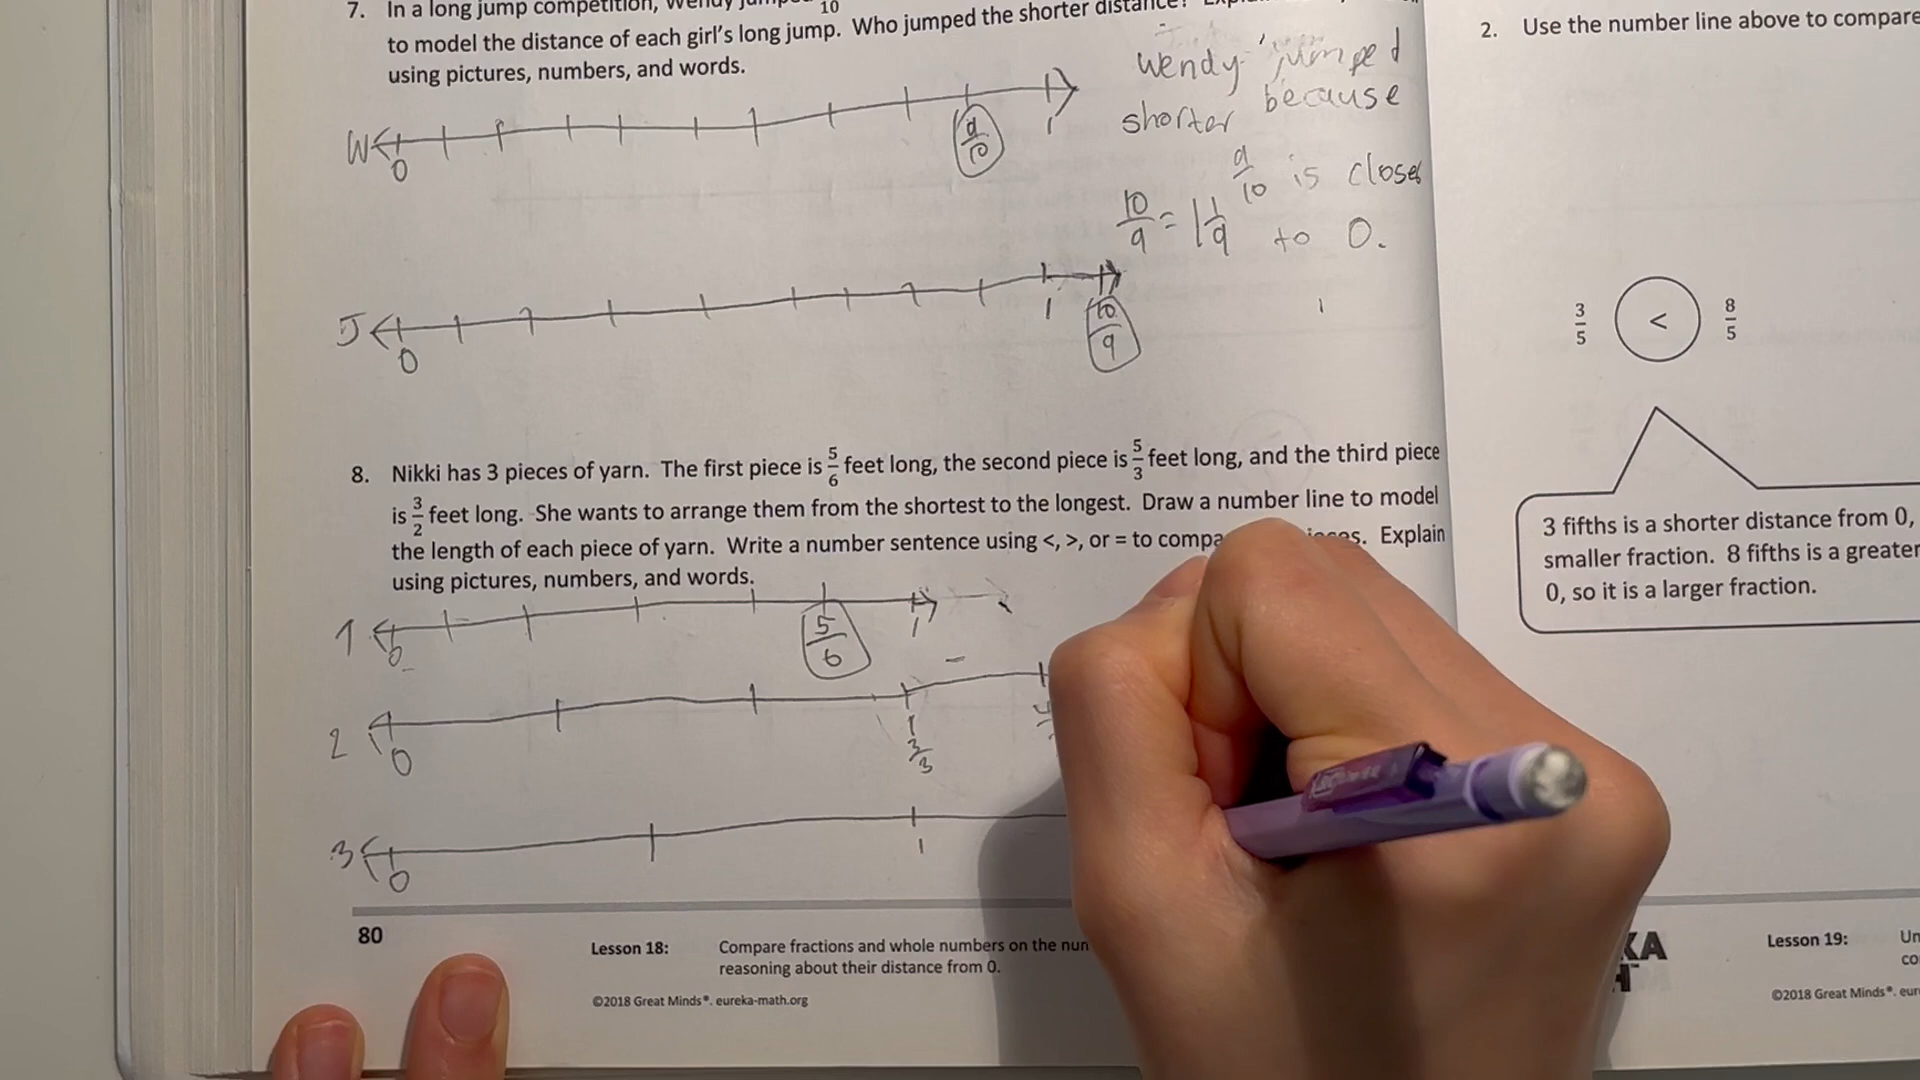 7. In a long jump competition, Wendy 10
to model the distance of each girl's long jump. Who jumped the shorter distance?
using pictures, numbers, and words.
Wendy jumped
shorter because
9/10 is close
10/9 = 1 1/9 to 0.
W 0 9/10 1
J 0 1 10/9
8. Nikki has 3 pieces of yarn. The first piece is 5/6 feet long, the second piece is 5/3 feet long, and the third piece
is 3/2 feet long. She wants to arrange them from the shortest to the longest. Draw a number line to model
the length of each piece of yarn. Write a number sentence using <, >, or = to Explain
using pictures, numbers, and words.
1 0 5/6 1
2 0 1 3/3
3 0 1
80
Lesson 18: Compare fractions and whole numbers on the
reasoning about their distance from 0.
©2018 Great Minds®. eureka-math.org
2. Use the number line above to compare
3/5 < 8/5
3 fifths is a shorter distance from 0,
smaller fraction. 8 fifths is a greater
0, so it is a larger fraction.
Lesson 19:
©2018 Great Minds®.